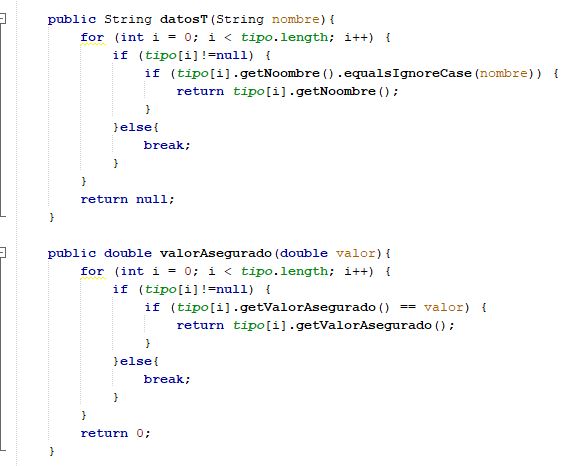 public String datosT(String nombre){
for (int i = 0; i < tipo.length; i++) {
if (tipo[i]!=null) {
if (tipo[i].getNoombre().equalsIgnoreCase(nombre)) {
return tipo[i].getNoombre();
}
}else{
break;
}
}
return null;
}
public double valorAsegurado(double valor){
for (int i = 0; i < tipo.length; i++) {
if (tipo[i]!=null) {
if (tipo[i].getValorAsegurado() == valor) {
return tipo[i].getValorAsegurado();
}
}else{
break;
}
}
return 0;
}